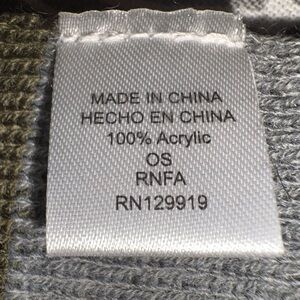 MADE IN CHINA
HECHO EN CHINA
100% Acrylic
OS
RNFA
RN129919